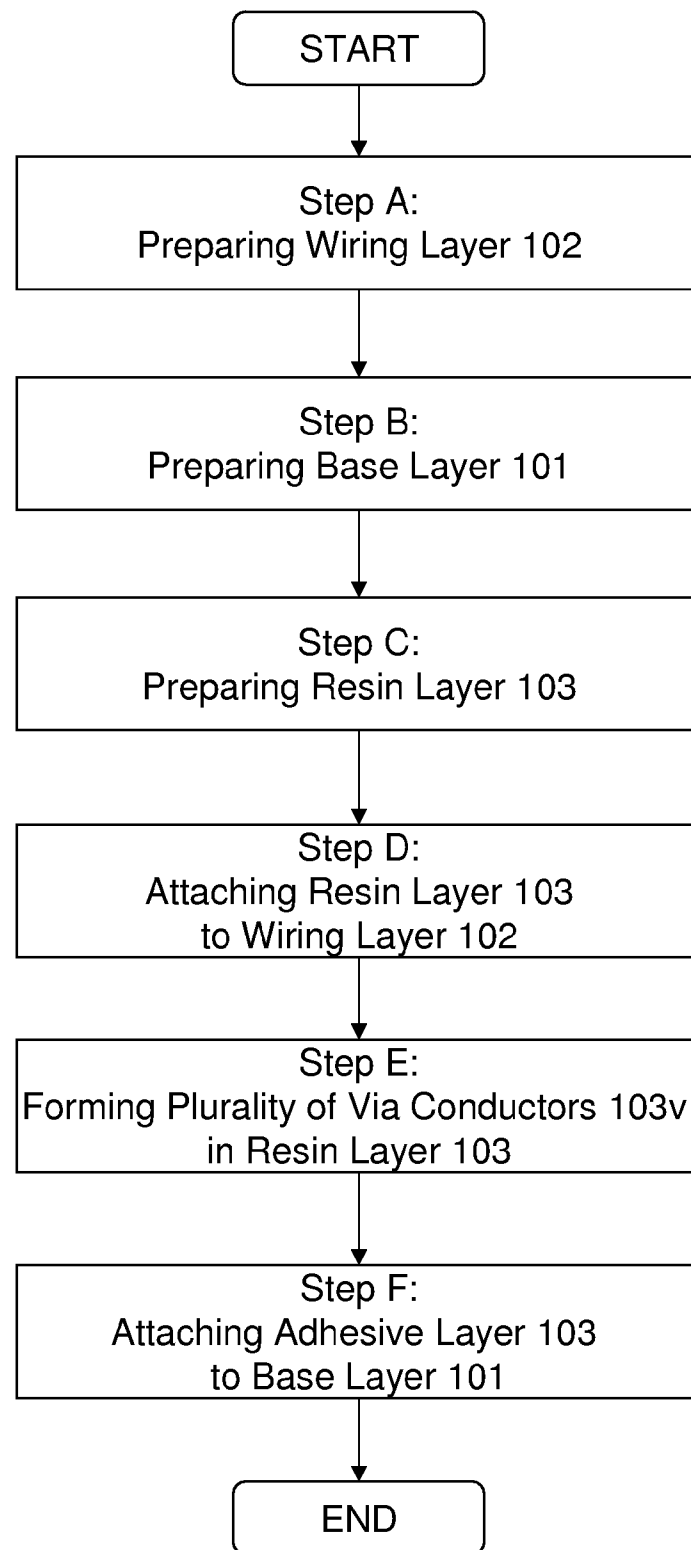 START
Step A:
Preparing Wiring Layer 102
Step B:
Preparing Base Layer 101
Step C:
Preparing Resin Layer 103
Step D:
Attaching Resin Layer 103
to Wiring Layer 102
Step E:
Forming Plurality of Via Conductors 103v
in Resin Layer 103
Step F:
Attaching Adhesive Layer 103
to Base Layer 101
END